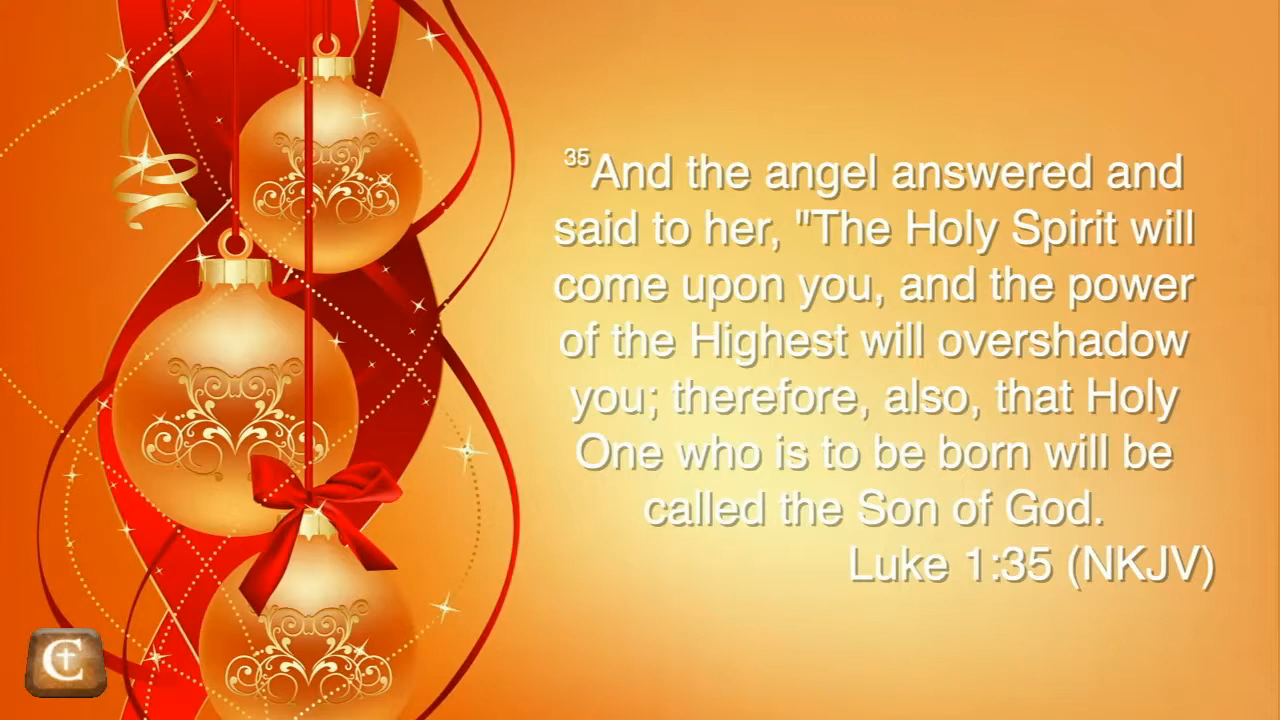 35And the angel answered and
said to her, "The Holy Spirit will
come upon you, and the power
of the Highest will overshadow
you; therefore, also, that Holy
One who is to be born will be
called the Son of God.
Luke 1:35 (NKJV)
C